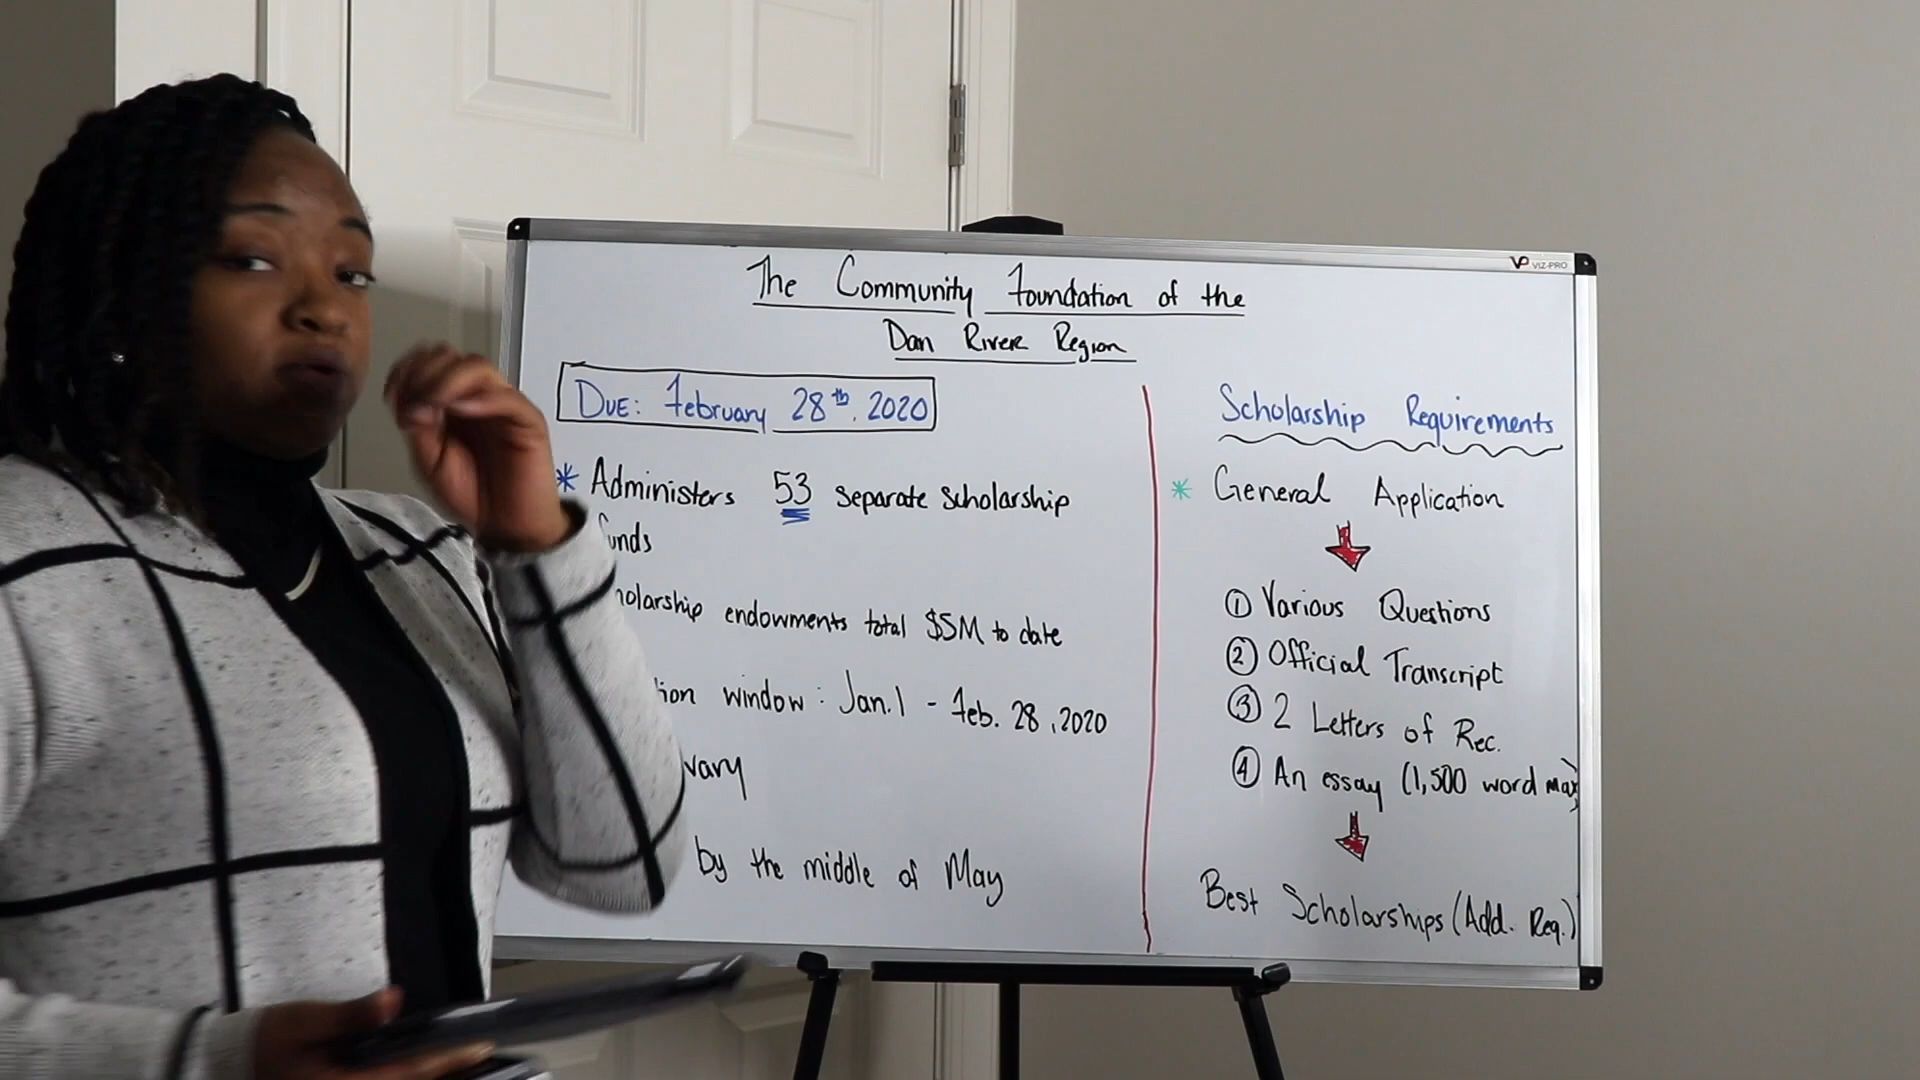 VP VIZ-PRO
The Community Foundation of the
Dan River Region
Due: February 28th, 2020
* Administers 53 separate scholarship
funds
holarship endowments total $5M to date
tion window: Jan. 1 - Feb. 28, 2020
vary
by the middle of May
Scholarship Requirements
* General Application
① Various Questions
② Official Transcript
③ 2 Letters of Rec.
④ An essay (1,500 word max)
Best Scholarships (Add. Req.)